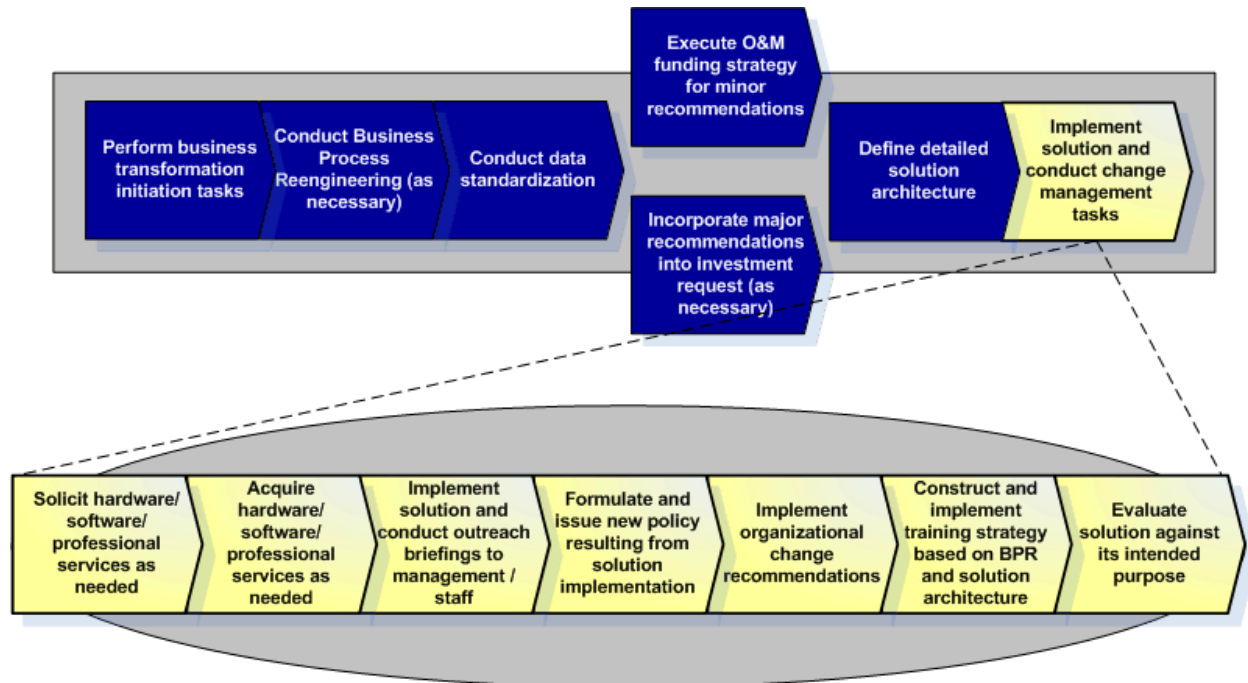 Perform business
transformation
initiation tasks
Conduct Business
Process
Reengineering (as
necessary)
Conduct data
standardization
Execute O&M
funding strategy
for minor
recommendations
Incorporate major
recommendations
into investment
request (as
necessary)
Define detailed
solution
architecture
Implement
solution and
conduct change
management
tasks
Solicit hardware/
software/
professional
services as
needed
Acquire
hardware/
software/
professional
services as
needed
Implement
solution and
conduct outreach
briefings to
management /
staff
Formulate and
issue new policy
resulting from
solution
implementation
Implement
organizational
change
recommendations
Construct and
implement
training strategy
based on BPR
and solution
architecture
Evaluate
solution against
its intended
purpose